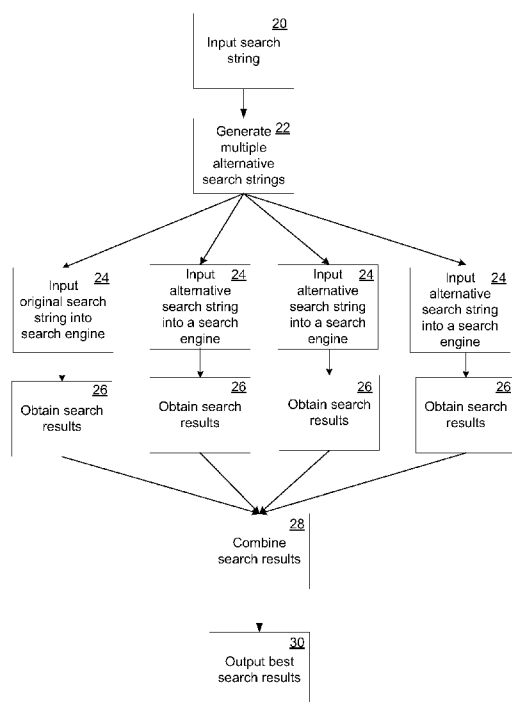 20
Input search
string
22
Generate
multiple
alternative
search strings
24
Input
original search
string into
search engine
24
Input
alternative
search string
into a search
engine
24
Input
alternative
search string
into a search
engine
24
Input
alternative
search string
into a search
engine
26
Obtain search
results
26
Obtain search
results
26
Obtain search
results
26
Obtain search
results
28
Combine
search results
30
Output best
search results